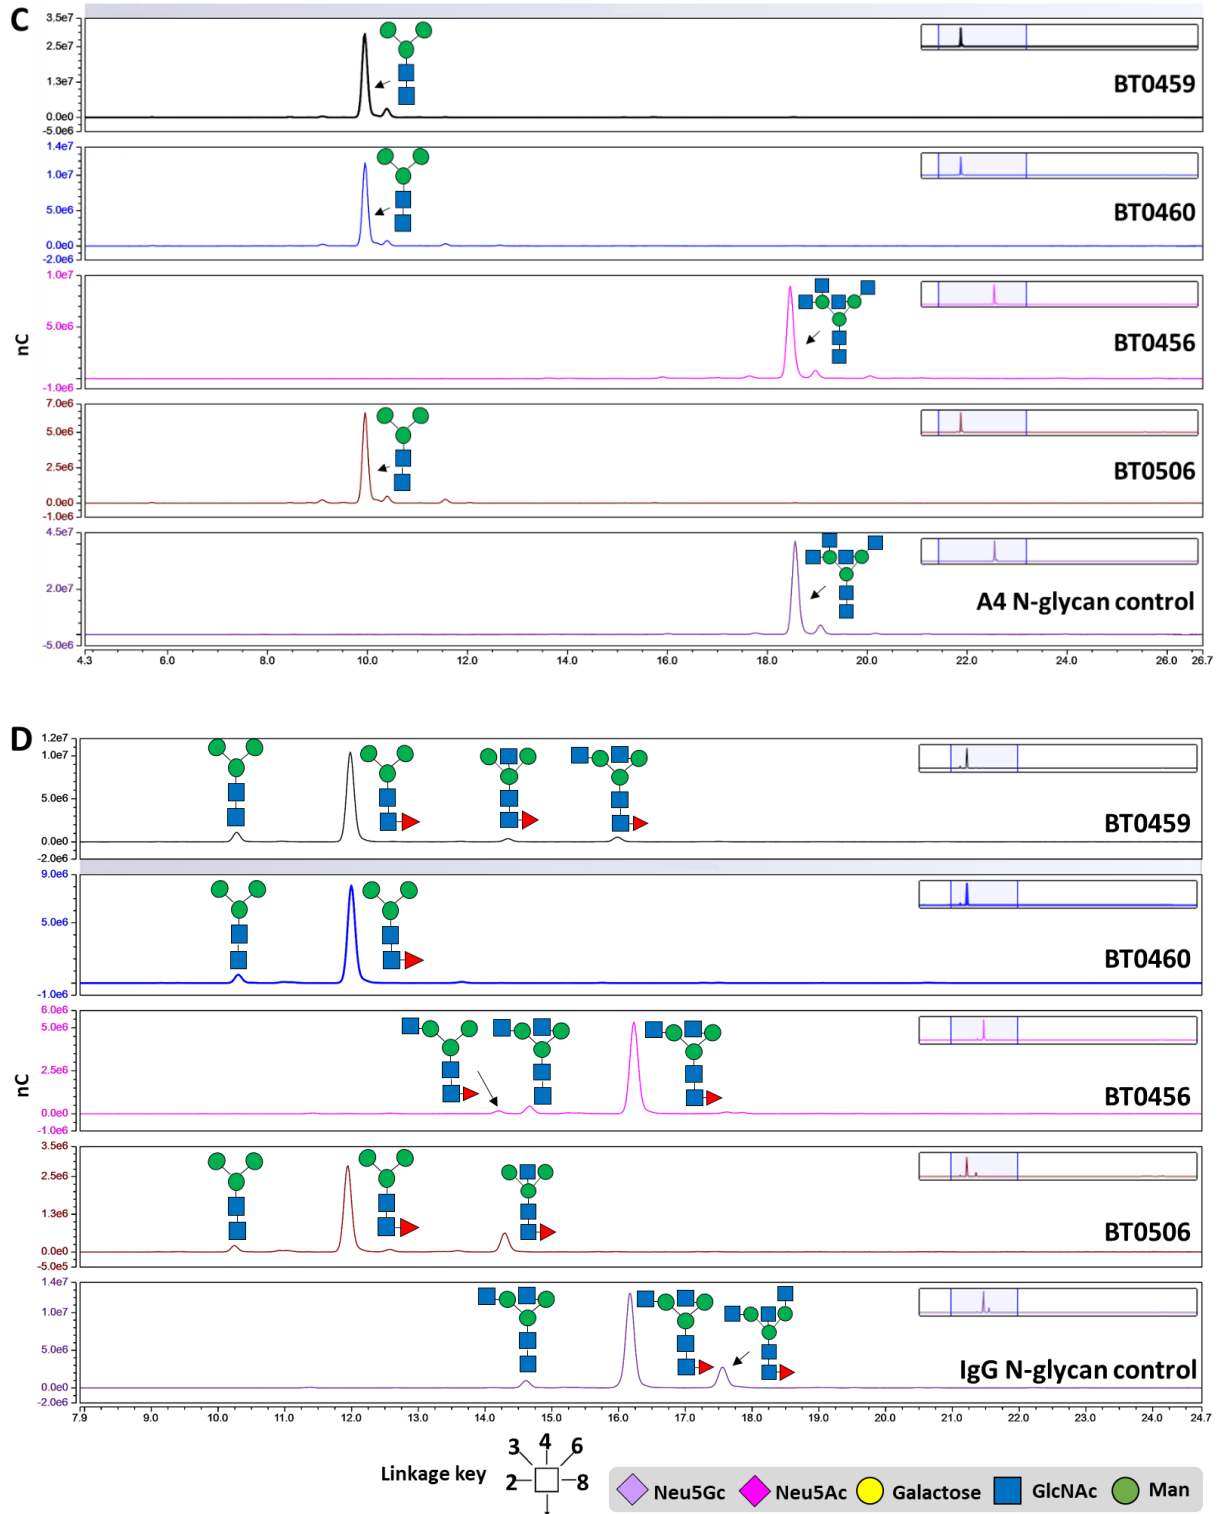 C
3.5e7
2.5e7
1.3e7
0.0e0
-5.0e6
BT0459
1.4e7
1.0e7
5.0e6
0.0e0
-2.0e6
BT0460
1.0e7
5.0e6
-1.0e6
BT0456
nC
7.0e6
5.0e6
2.5e6
0.0e0
-1.0e6
BT0506
4.5e7
2.0e7
-5.0e6
A4 N-glycan control
4.3 6.0 8.0 10.0 12.0 14.0 16.0 18.0 20.0 22.0 24.0 26.0 26.7
D
1.2e7
1.0e7
5.0e6
0.0e0
-2.0e6
BT0459
9.0e6
5.0e6
-1.0e6
BT0460
6.0e6
5.0e6
2.5e6
0.0e0
-1.0e6
BT0456
nC
3.5e6
2.5e6
1.3e6
0.0e0
-5.0e5
BT0506
1.4e7
1.0e7
5.0e6
0.0e0
-2.0e6
IgG N-glycan control
7.9 9.0 10.0 11.0 12.0 13.0 14.0 15.0 16.0 17.0 18.0 19.0 20.0 21.0 22.0 23.0 24.0 24.7
Linkage key
3 4 6
2 8
Neu5Gc Neu5Ac Galactose GlcNAc Man